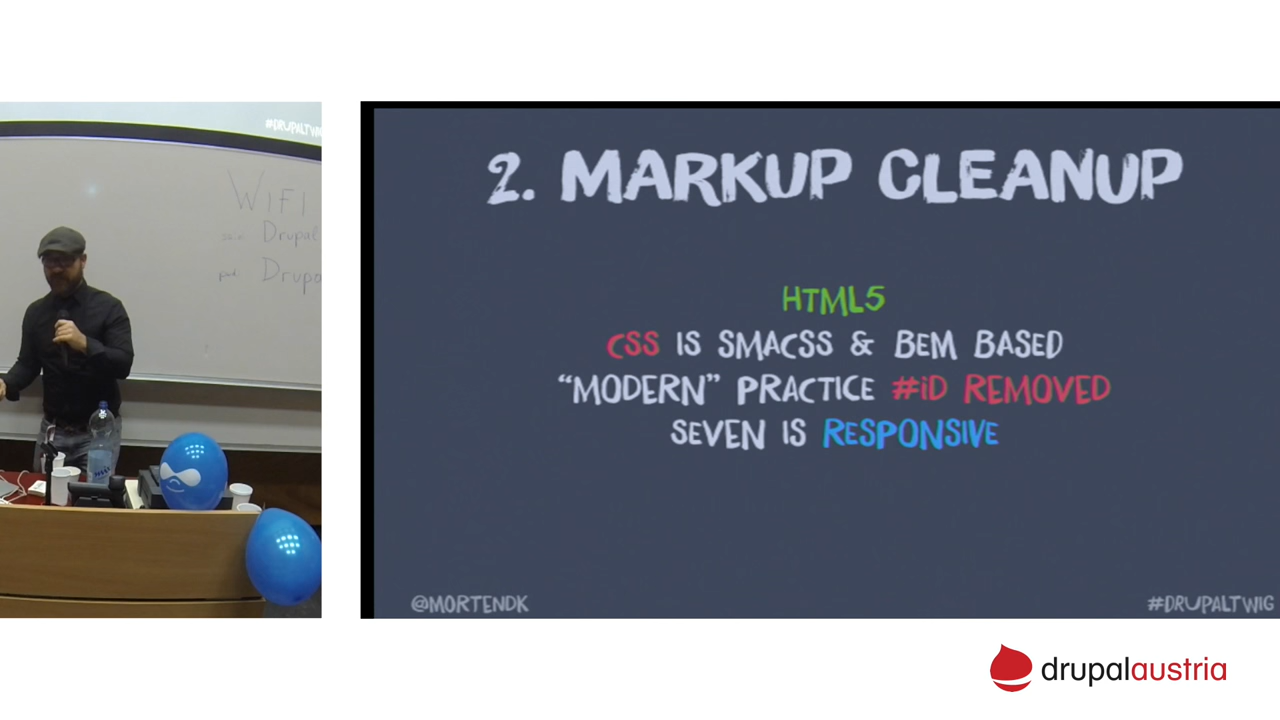 #DRUPALTWIG
WIFI
Drupal
2. MARKUP CLEANUP
HTML5
CSS IS SMACSS & BEM BASED
“MODERN” PRACTICE #iD REMOVED
SEVEN IS RESPONSIVE
@MORTENDK
#DRUPALTWIG
drupalaustria